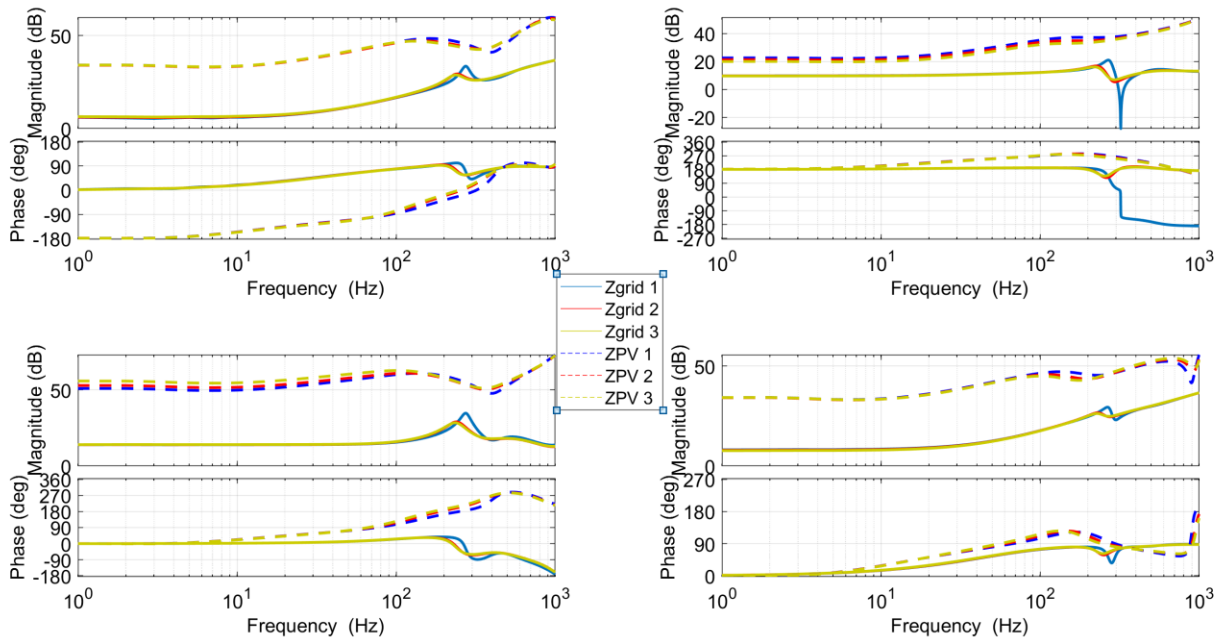 Magnitude (dB)
50
0
Phase (deg)
180
90
0
-90
-180
10^0
10^1
10^2
10^3
Frequency (Hz)
Magnitude (dB)
40
20
0
-20
Phase (deg)
360
270
180
90
0
-90
-180
-270
10^0
10^1
10^2
10^3
Frequency (Hz)
Zgrid 1
Zgrid 2
Zgrid 3
ZPV 1
ZPV 2
ZPV 3
Magnitude (dB)
50
0
Phase (deg)
360
270
180
90
0
-90
-180
10^0
10^1
10^2
10^3
Frequency (Hz)
Magnitude (dB)
50
0
Phase (deg)
270
180
90
0
10^0
10^1
10^2
10^3
Frequency (Hz)